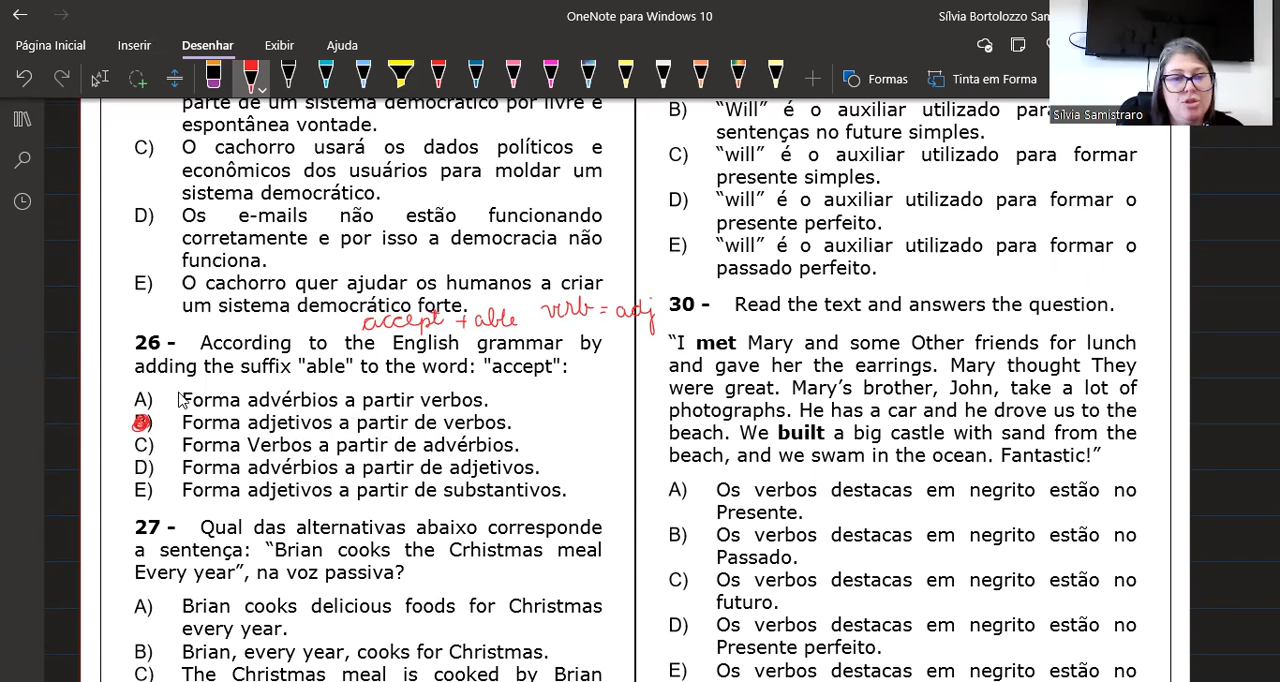 OneNote para Windows 10
Sílvia Bortolozzo San
Página Inicial
Inserir
Desenhar
Exibir
Ajuda
Formas
Tinta em Forma
Sílvia Samistraro
parte de um sistema democrático por livre e
espontânea vontade.
C) O cachorro usará os dados políticos e
econômicos dos usuários para moldar um
sistema democrático.
D) Os e-mails não estão funcionando
corretamente e por isso a democracia não
funciona.
E) O cachorro quer ajudar os humanos a criar
um sistema democrático forte.
accept + able verb = adj
26 - According to the English grammar by
adding the suffix "able" to the word: "accept":
A) Forma advérbios a partir verbos.
B) Forma adjetivos a partir de verbos.
C) Forma Verbos a partir de advérbios.
D) Forma advérbios a partir de adjetivos.
E) Forma adjetivos a partir de substantivos.
27 - Qual das alternativas abaixo corresponde
a sentença: “Brian cooks the Crhistmas meal
Every year”, na voz passiva?
A) Brian cooks delicious foods for Christmas
every year.
B) Brian, every year, cooks for Christmas.
C) The Christmas meal is cooked by Brian
B) “Will” é o auxiliar utilizado para
sentenças no future simples.
C) “will” é o auxiliar utilizado para formar
presente simples.
D) “will” é o auxiliar utilizado para formar o
presente perfeito.
E) “will” é o auxiliar utilizado para formar o
passado perfeito.
30 - Read the text and answers the question.
“I met Mary and some Other friends for lunch
and gave her the earrings. Mary thought They
were great. Mary’s brother, John, take a lot of
photographs. He has a car and he drove us to the
beach. We built a big castle with sand from the
beach, and we swam in the ocean. Fantastic!”
A) Os verbos destacas em negrito estão no
Presente.
B) Os verbos destacas em negrito estão no
Passado.
C) Os verbos destacas em negrito estão no
futuro.
D) Os verbos destacas em negrito estão no
Presente perfeito.
E) Os verbos destacas em negrito estão no